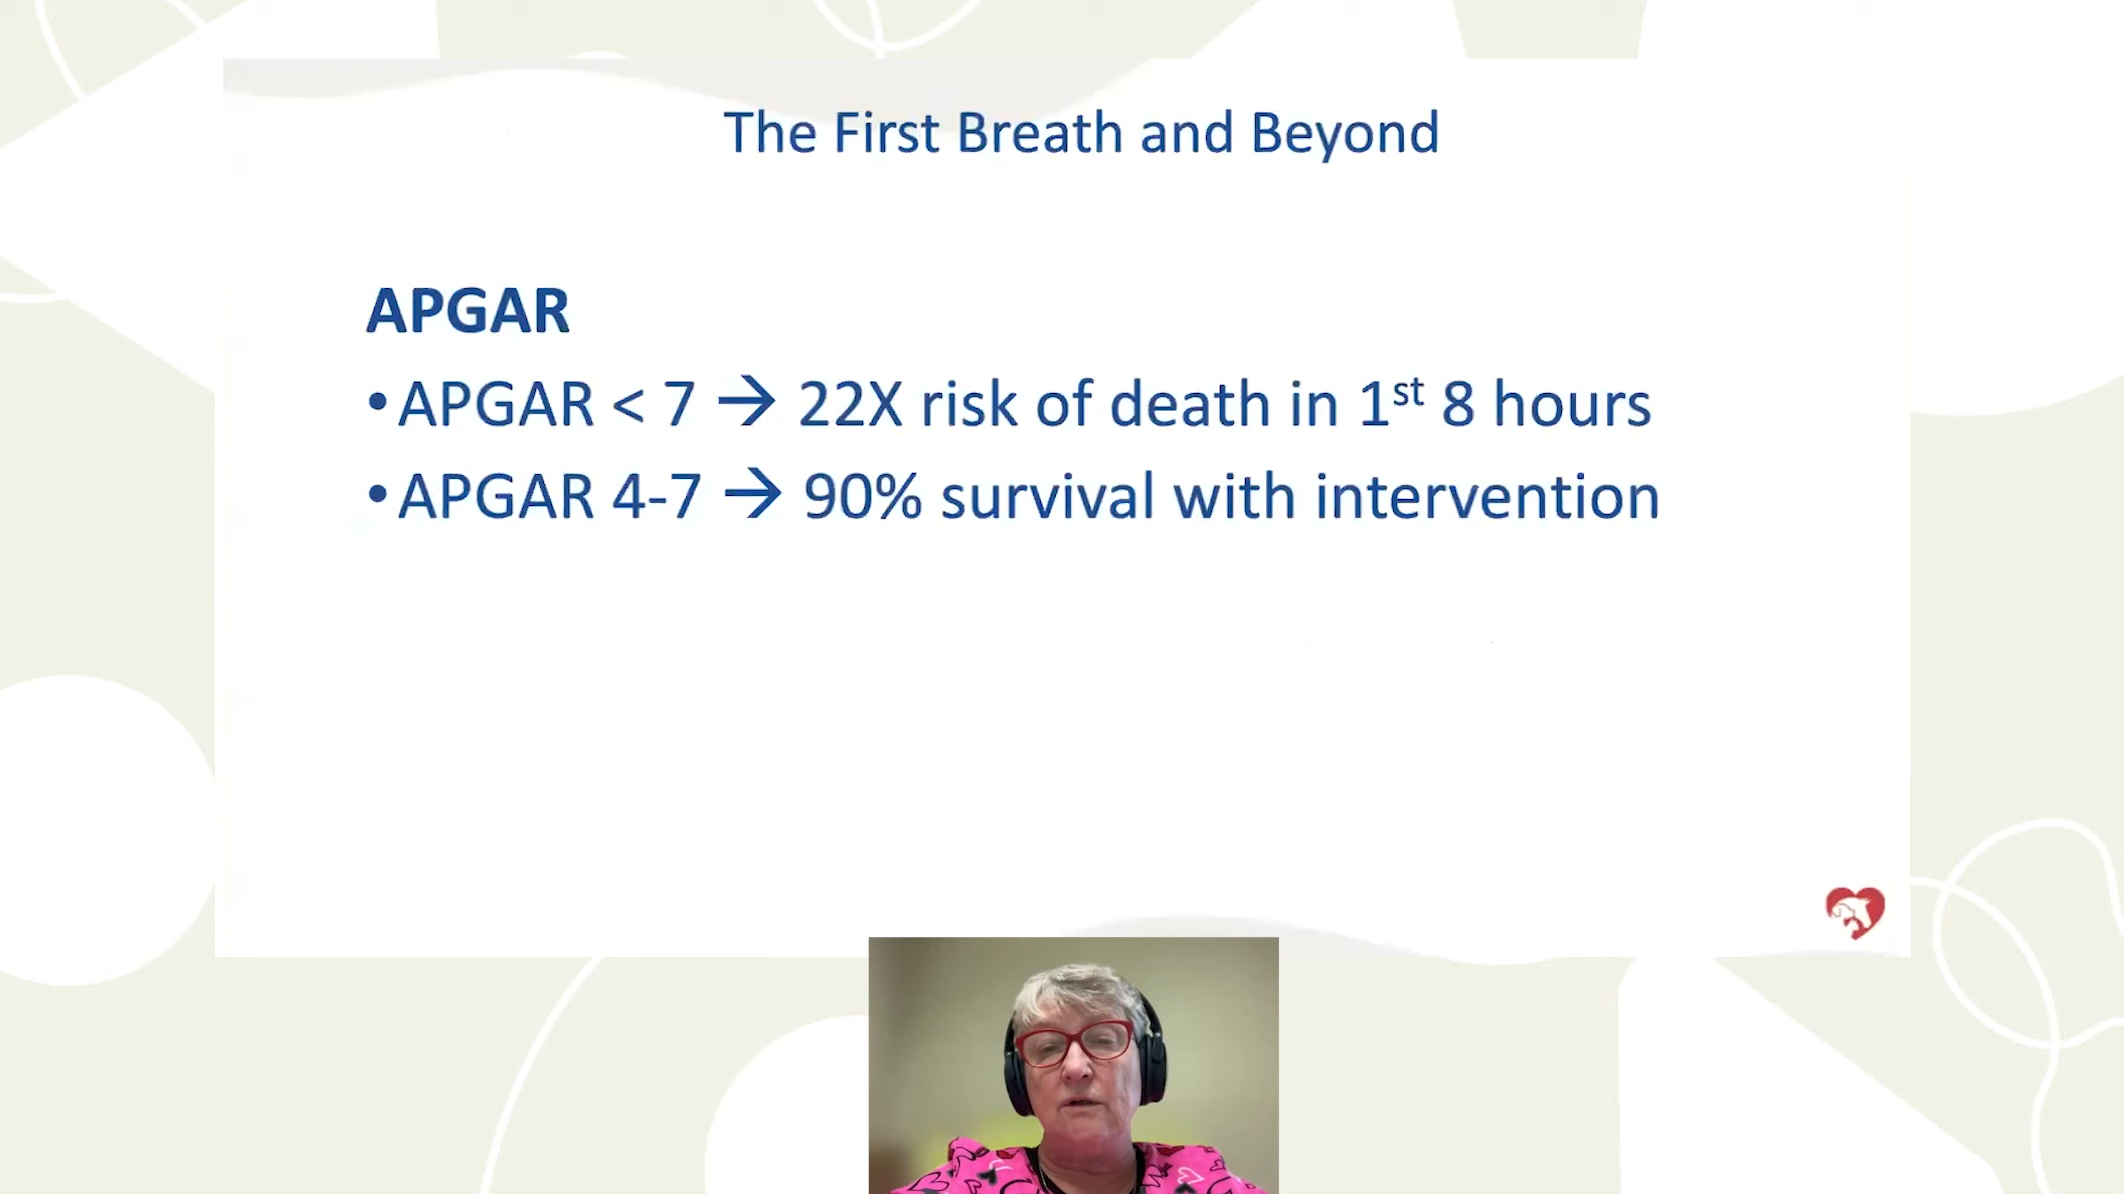 The First Breath and Beyond
APGAR
•APGAR < 7 → 22X risk of death in 1st 8 hours
•APGAR 4-7 → 90% survival with intervention